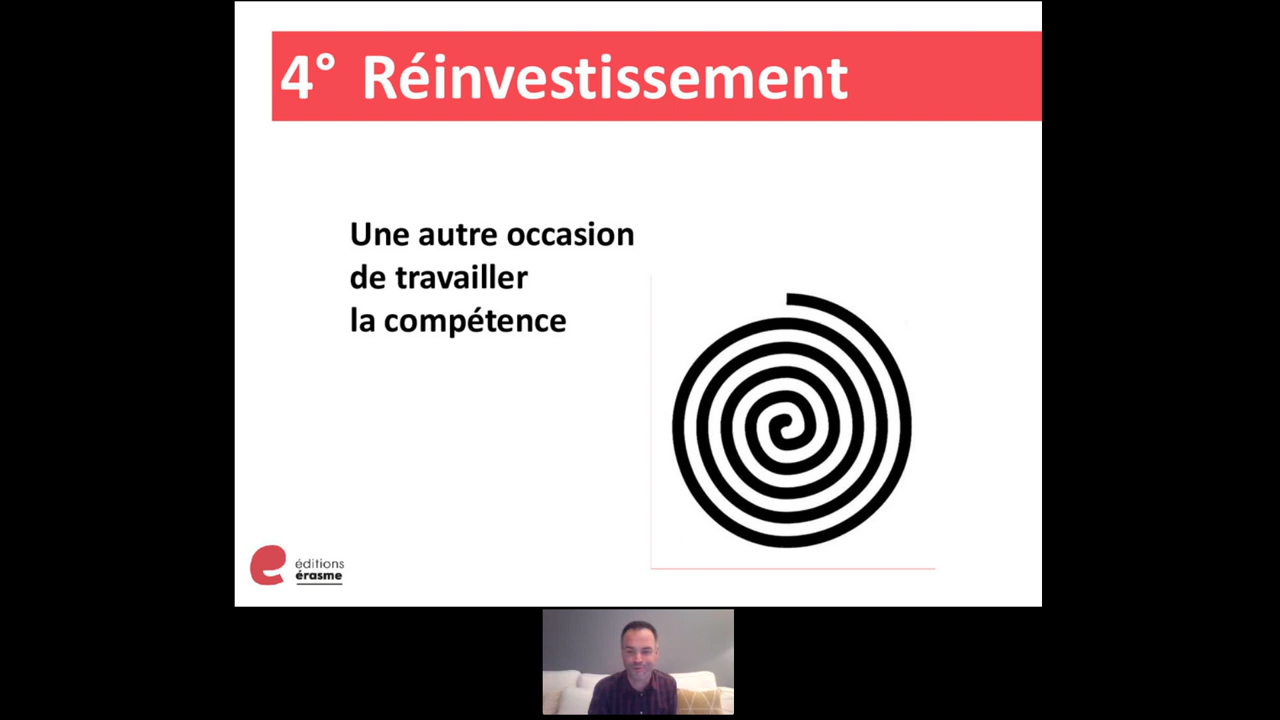 4° Réinvestissement
Une autre occasion
de travailler
la compétence
éditions
érasme